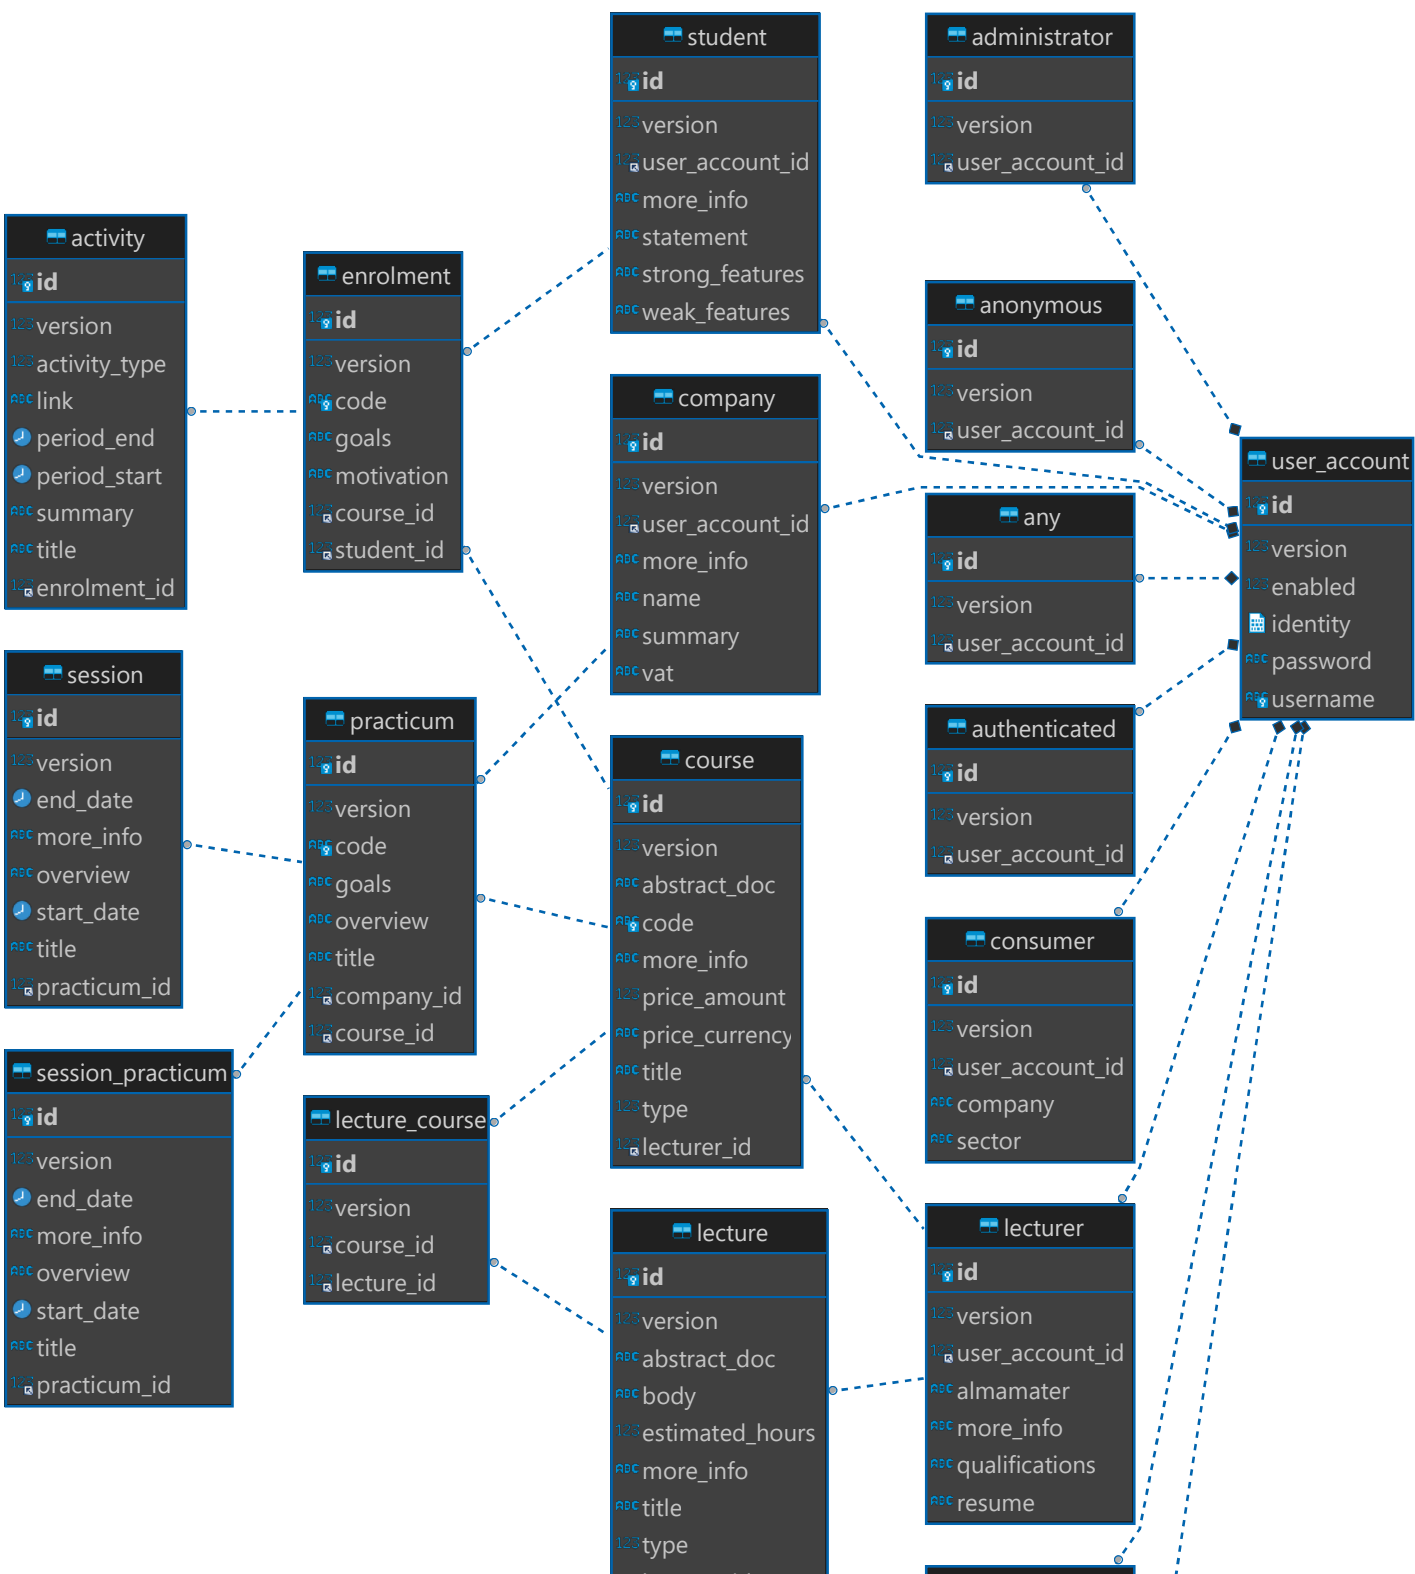 student
id
version
user_account_id
more_info
statement
strong_features
weak_features
administrator
id
version
user_account_id
activity
id
version
activity_type
link
period_end
period_start
summary
title
enrolment_id
enrolment
id
version
code
goals
motivation
course_id
student_id
anonymous
id
version
user_account_id
company
id
version
user_account_id
more_info
name
summary
vat
user_account
id
version
enabled
identity
password
username
any
id
version
user_account_id
session
id
version
end_date
more_info
overview
start_date
title
practicum_id
practicum
id
version
code
goals
overview
title
company_id
course_id
authenticated
id
version
user_account_id
course
id
version
abstract_doc
code
more_info
price_amount
price_currency
title
type
lecturer_id
consumer
id
version
user_account_id
company
sector
session_practicum
id
version
end_date
more_info
overview
start_date
title
practicum_id
lecture_course
id
version
course_id
lecture_id
lecture
id
version
abstract_doc
body
estimated_hours
more_info
title
type
lecturer
id
version
user_account_id
almamater
more_info
qualifications
resume